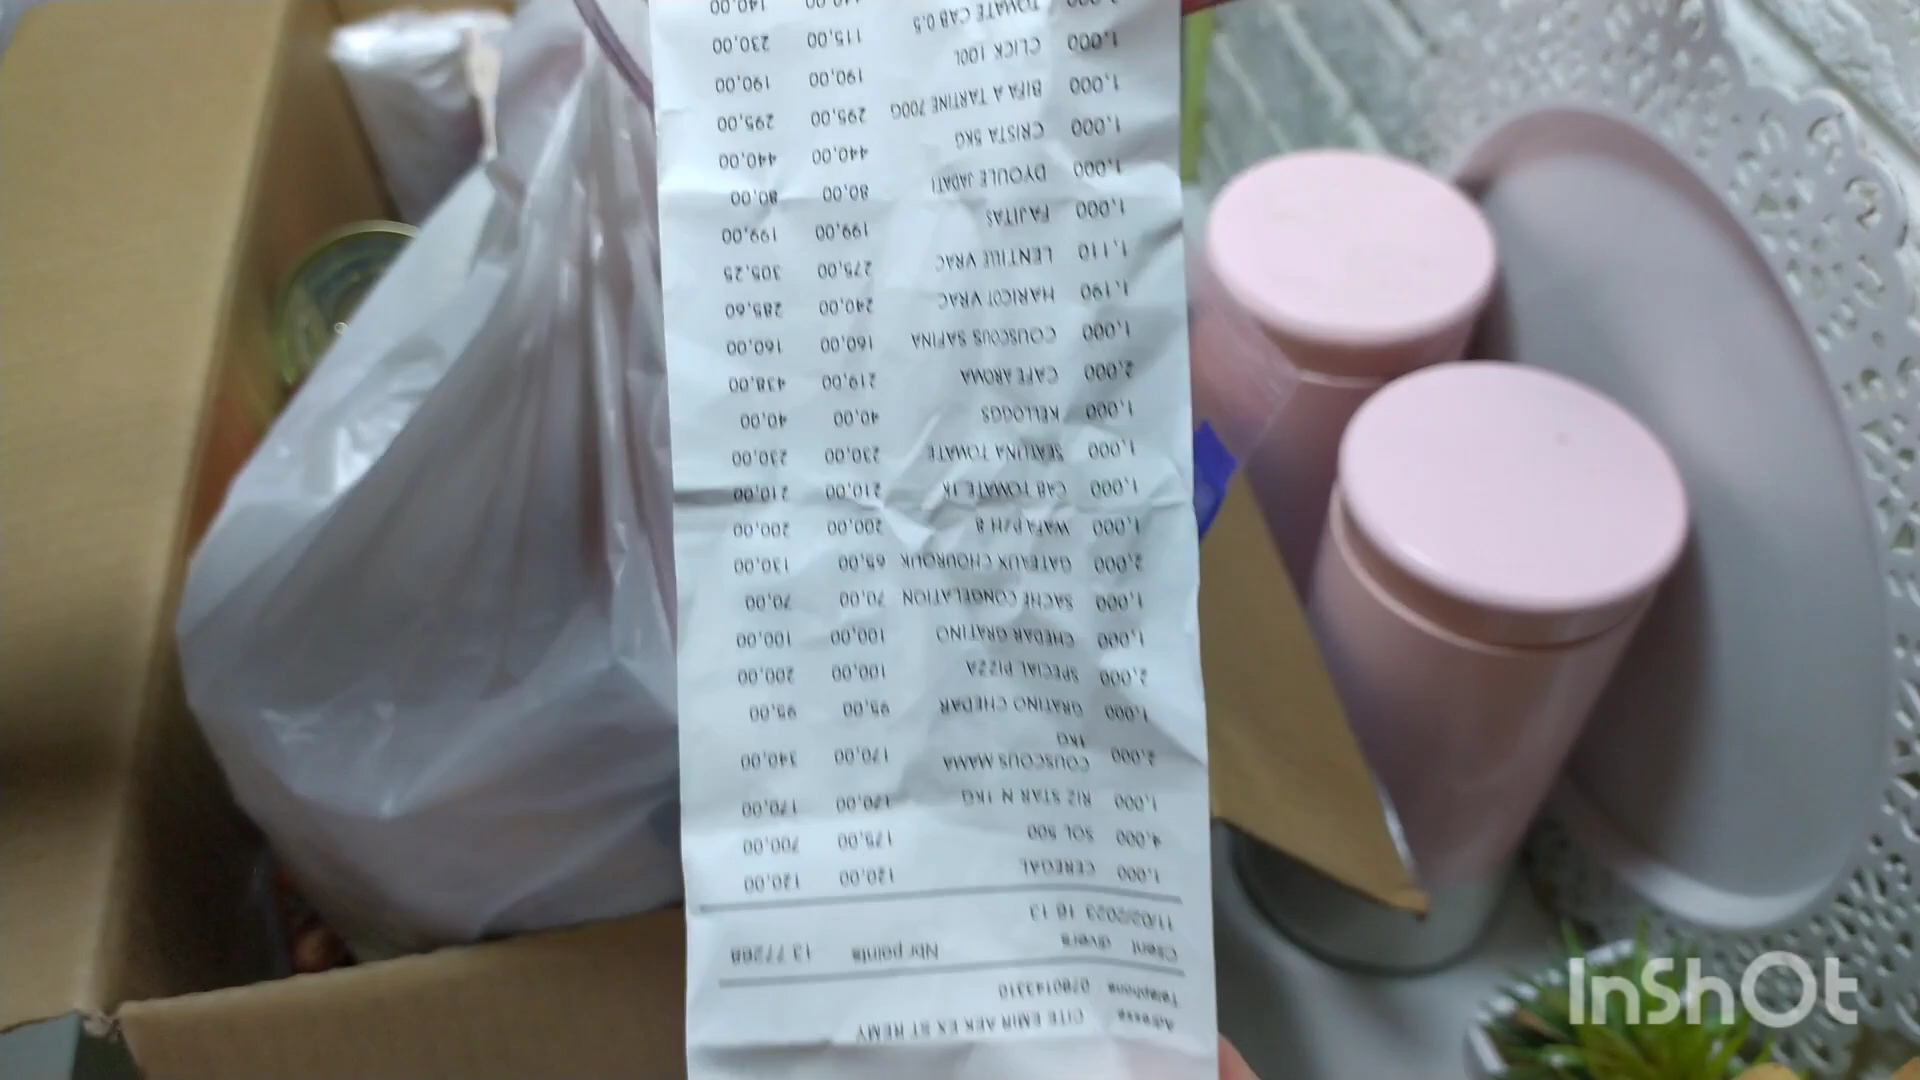 Adresse CITE EMIR AEK EX ST REMY
Telephone 0780143310
Client divers Nbr points 13.77268
11/02/2023 16:13
1,000 CEREGAL 120,00 120,00
4,000 SOL 500 175,00 700,00
1,000 RIZ STAR N 1KG 170,00 170,00
2,000 COUSCOUS MAMA 170,00 340,00
1KG
1,000 GRATINO CHEDAR 95,00 95,00
2,000 SPECIAL PIZZA 100,00 200,00
1,000 CHEDAR GRATINO 100,00 100,00
1,000 SACHE CONGELATION 70,00 70,00
2,000 GATEAUX CHOUROUK 65,00 130,00
1,000 WAFA P/H 8 200,00 200,00
1,000 CAB TOMATE 1K 210,00 210,00
1,000 TOMATE 230,00 230,00
1,000 KELLOGGS 40,00 40,00
2,000 CAFE AROMA 219,00 438,00
1,000 COUSCOUS SAFINA 160,00 160,00
1,190 HARICOT VRAC 240,00 285,60
1,110 LENTILLE VRAC 275,00 305,25
1,000 FAJITAS 199,00 199,00
1,000 DYOULE JADATI 80,00 80,00
1,000 CRISTA 5KG 440,00 440,00
1,000 BIFA A TARTINE 700G 295,00 295,00
1,000 CLICK 100L 190,00 190,00
2,000 TOMATE CAB 0.5 115,00 230,00
140,00 140,00
InShOt